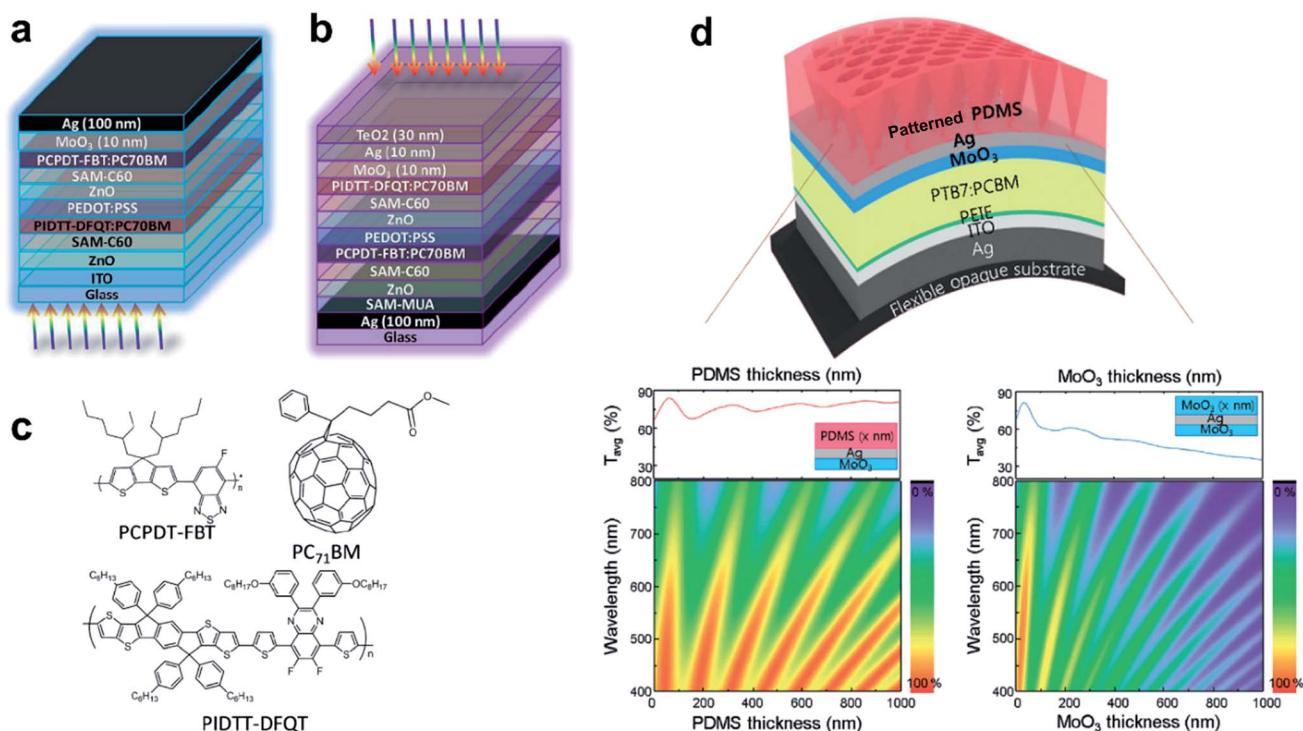 a
Ag (100 nm)
MoO₃ (10 nm)
PCPDT-FBT:PC70BM
SAM-C60
ZnO
PEDOT:PSS
PIDTT-DFQT:PC70BM
SAM-C60
ZnO
ITO
Glass
b
TeO2 (30 nm)
Ag (10 nm)
MoO₃ (10 nm)
PIDTT-DFQT:PC70BM
SAM-C60
ZnO
PEDOT:PSS
PCPDT-FBT:PC70BM
SAM-C60
ZnO
SAM-MUA
Ag (100 nm)
Glass
c
F
S
S
N
N
S
*
n
PCPDT-FBT
O
O
PC₇₁BM
C₆H₁₃
C₆H₁₃
C₈H₁₇O
OC₈H₁₇
S
S
S
S
N
N
S
S
F
F
n
C₆H₁₃
C₆H₁₃
PIDTT-DFQT
d
Patterned PDMS
Ag
MoO₃
PTB7:PCBM
PEIE
ITO
Ag
Flexible opaque substrate
PDMS thickness (nm)
Tavg (%)
90
60
30
PDMS (x nm)
Ag
MoO₃
Wavelength (nm)
800
700
600
500
400
0 %
100 %
0 200 400 600 800 1000
PDMS thickness (nm)
MoO₃ thickness (nm)
Tavg (%)
90
60
30
MoO₃ (x nm)
Ag
MoO₃
Wavelength (nm)
800
700
600
500
400
0 %
100 %
0 200 400 600 800 1000
MoO₃ thickness (nm)